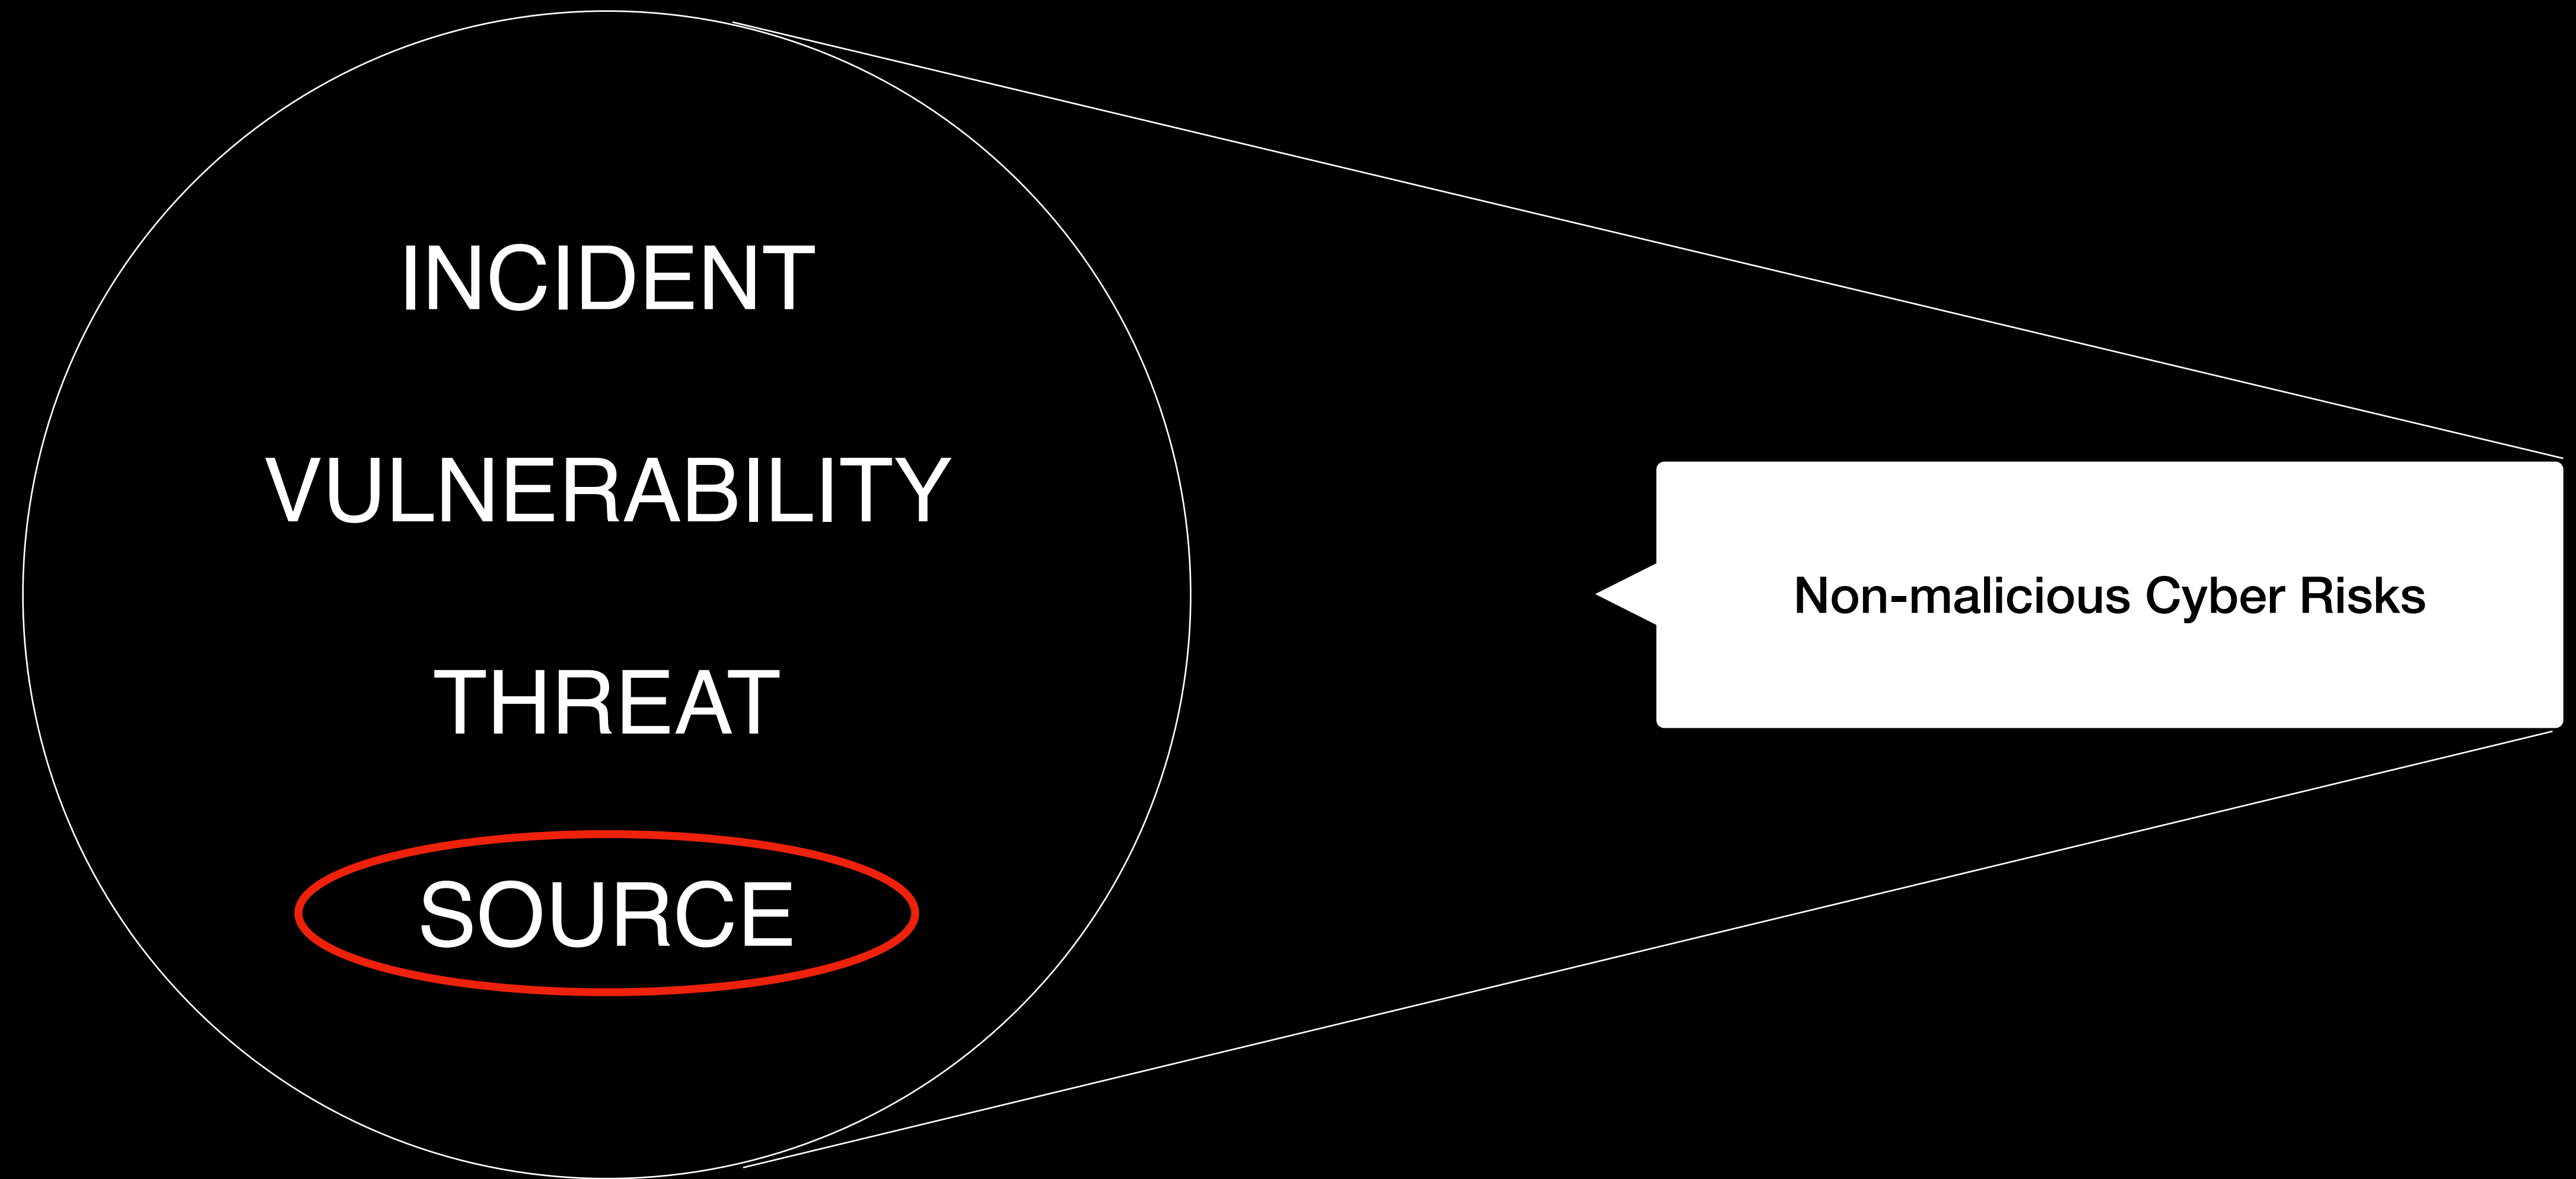 INCIDENT
VULNERABILITY
THREAT
SOURCE
Non-malicious Cyber Risks